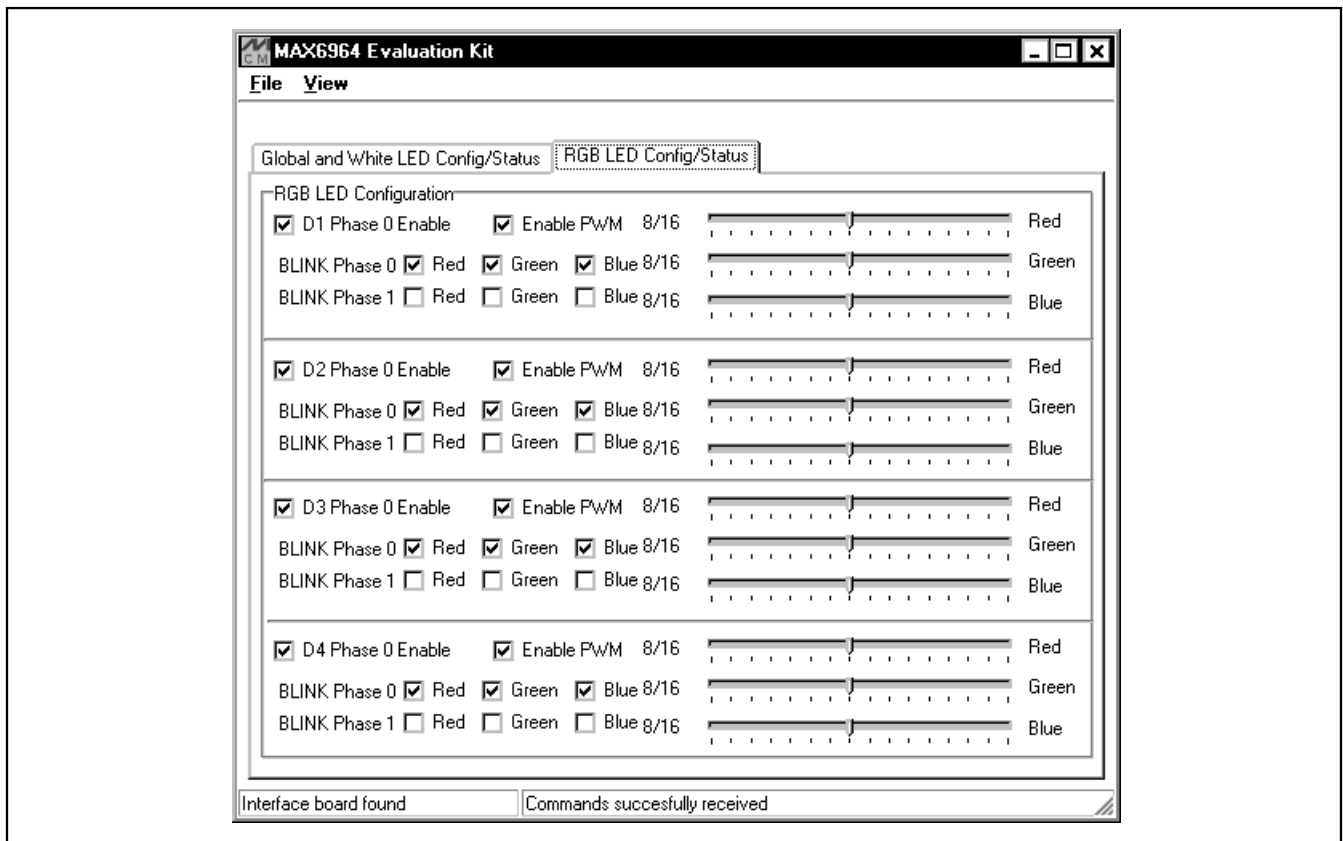 C M MAX6964 Evaluation Kit
File View
Global and White LED Config/Status RGB LED Config/Status
RGB LED Configuration
D1 Phase 0 Enable Enable PWM 8/16 Red
BLINK Phase 0 Red Green Blue 8/16 Green
BLINK Phase 1 Red Green Blue 8/16 Blue
D2 Phase 0 Enable Enable PWM 8/16 Red
BLINK Phase 0 Red Green Blue 8/16 Green
BLINK Phase 1 Red Green Blue 8/16 Blue
D3 Phase 0 Enable Enable PWM 8/16 Red
BLINK Phase 0 Red Green Blue 8/16 Green
BLINK Phase 1 Red Green Blue 8/16 Blue
D4 Phase 0 Enable Enable PWM 8/16 Red
BLINK Phase 0 Red Green Blue 8/16 Green
BLINK Phase 1 Red Green Blue 8/16 Blue
Interface board found Commands succesfully received